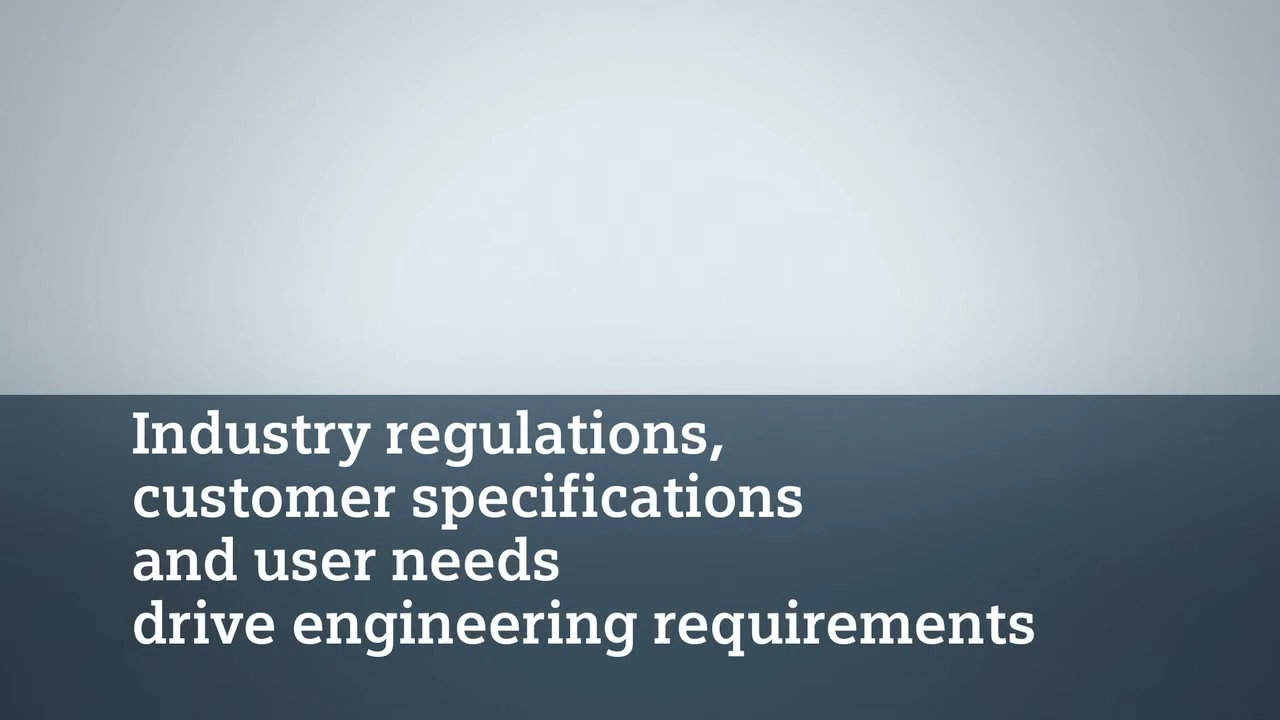 Industry regulations,
customer specifications
and user needs
drive engineering requirements